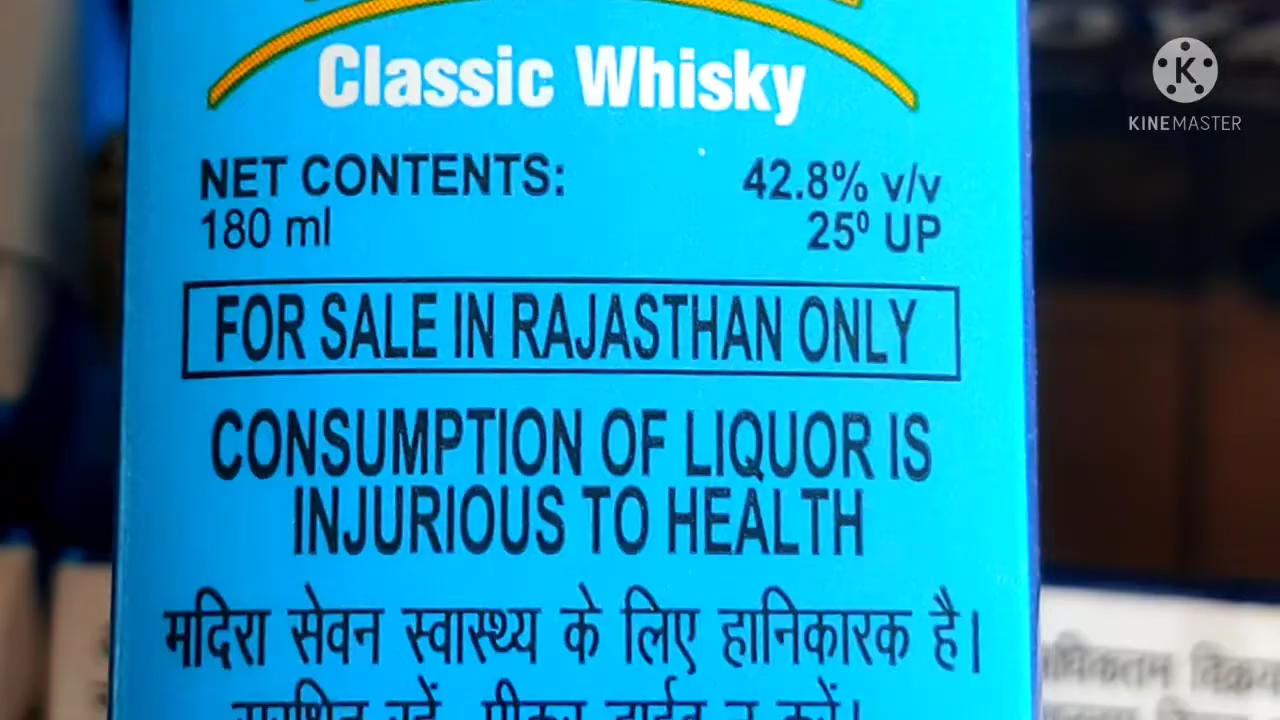 Classic Whisky
NET CONTENTS:
180 ml
42.8% v/v
25⁰ UP
FOR SALE IN RAJASTHAN ONLY
CONSUMPTION OF LIQUOR IS
INJURIOUS TO HEALTH
मदिरा सेवन स्वास्थ्य के लिए हानिकारक है।
K
KINEMASTER